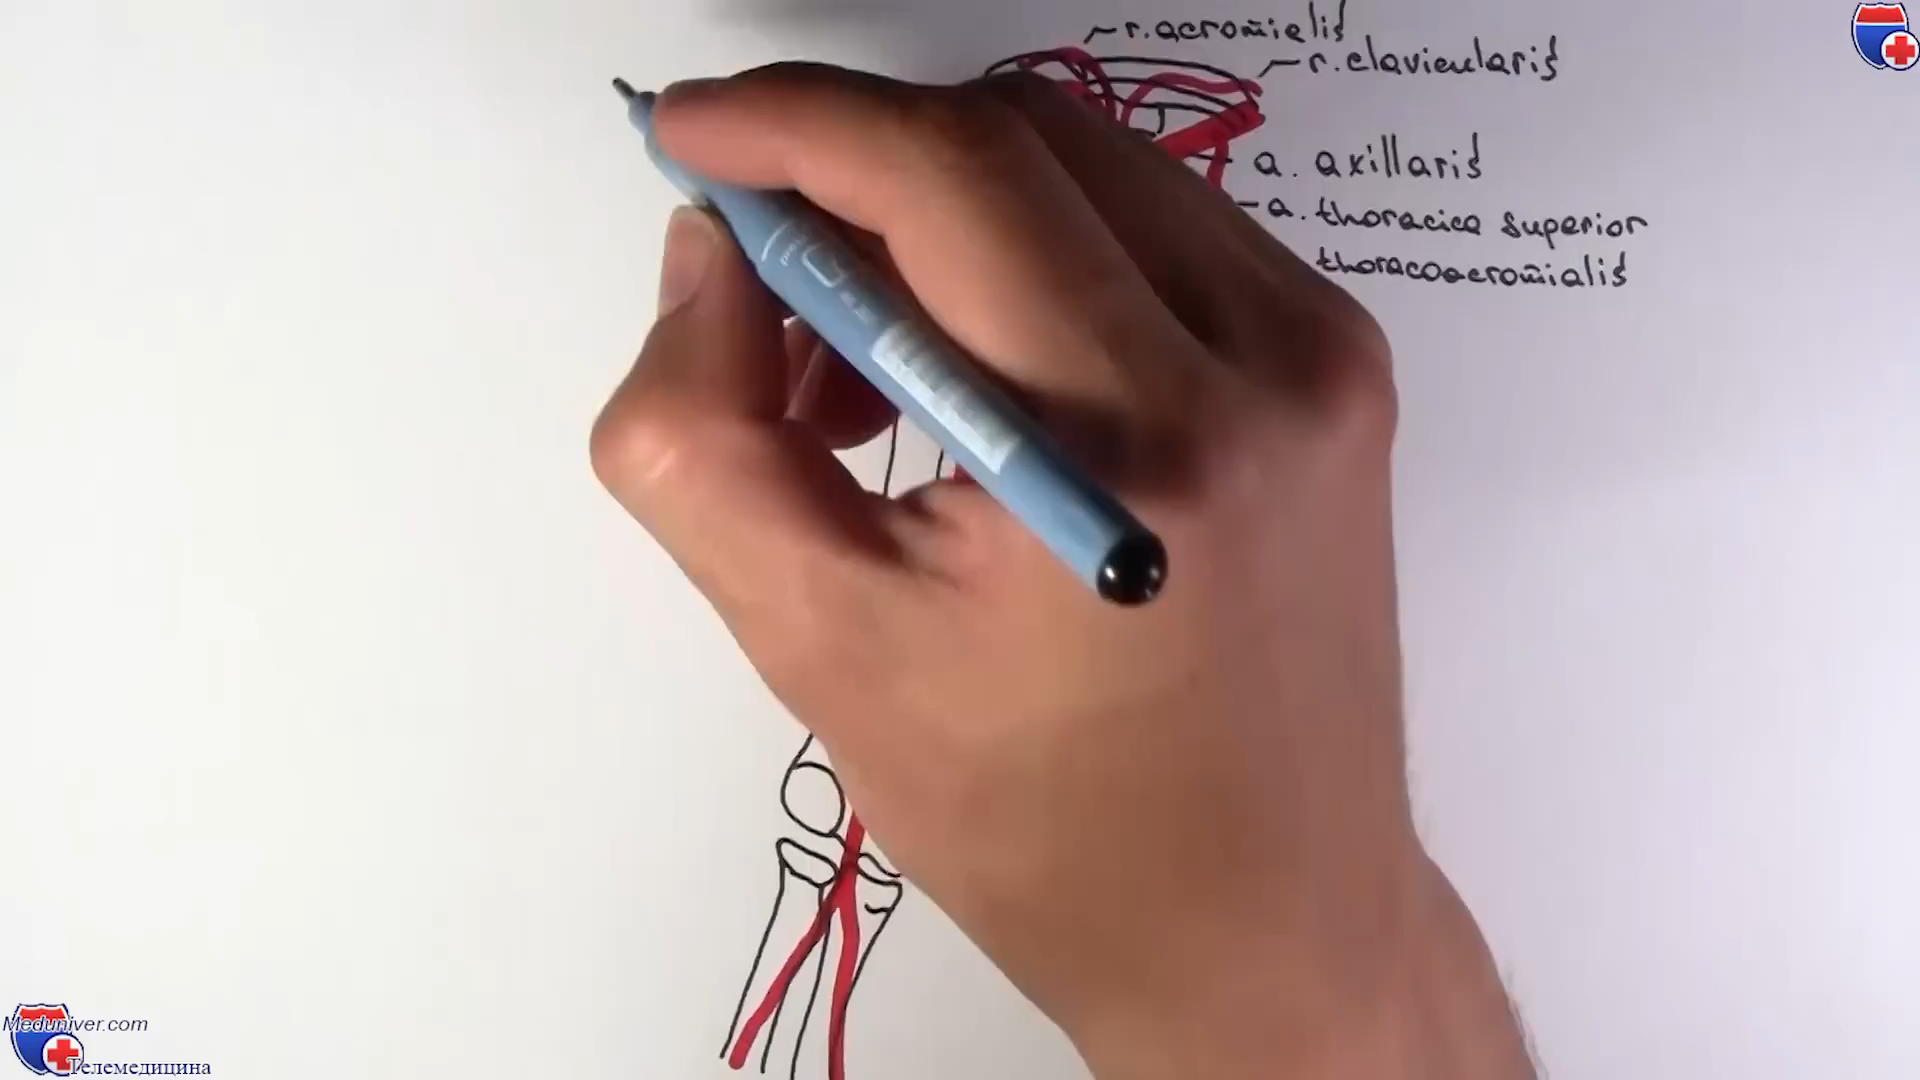 r. acromialis
r. clavicularis
a. axillaris
a. thoracica superior
thoracoacromialis
Meduniver.com
Телемедицина